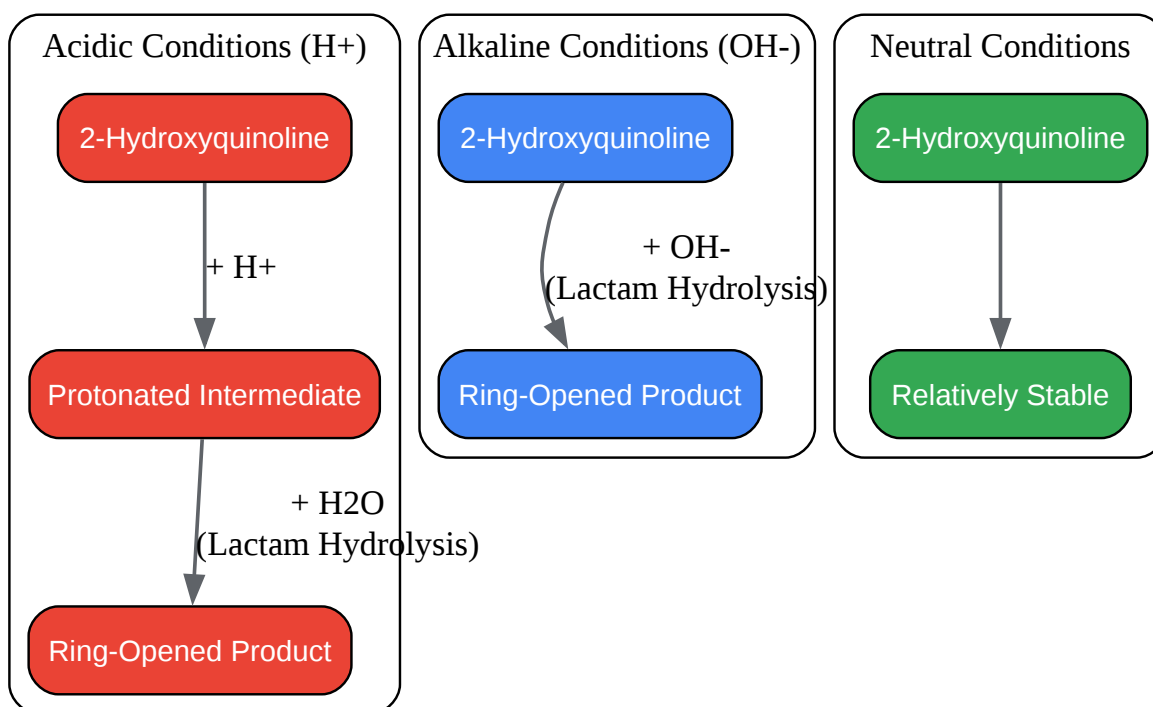 Acidic Conditions (H+)
2-Hydroxyquinoline
+ H+
Protonated Intermediate
+ H2O
(Lactam Hydrolysis)
Ring-Opened Product
Alkaline Conditions (OH-)
2-Hydroxyquinoline
+ OH-
(Lactam Hydrolysis)
Ring-Opened Product
Neutral Conditions
2-Hydroxyquinoline
Relatively Stable